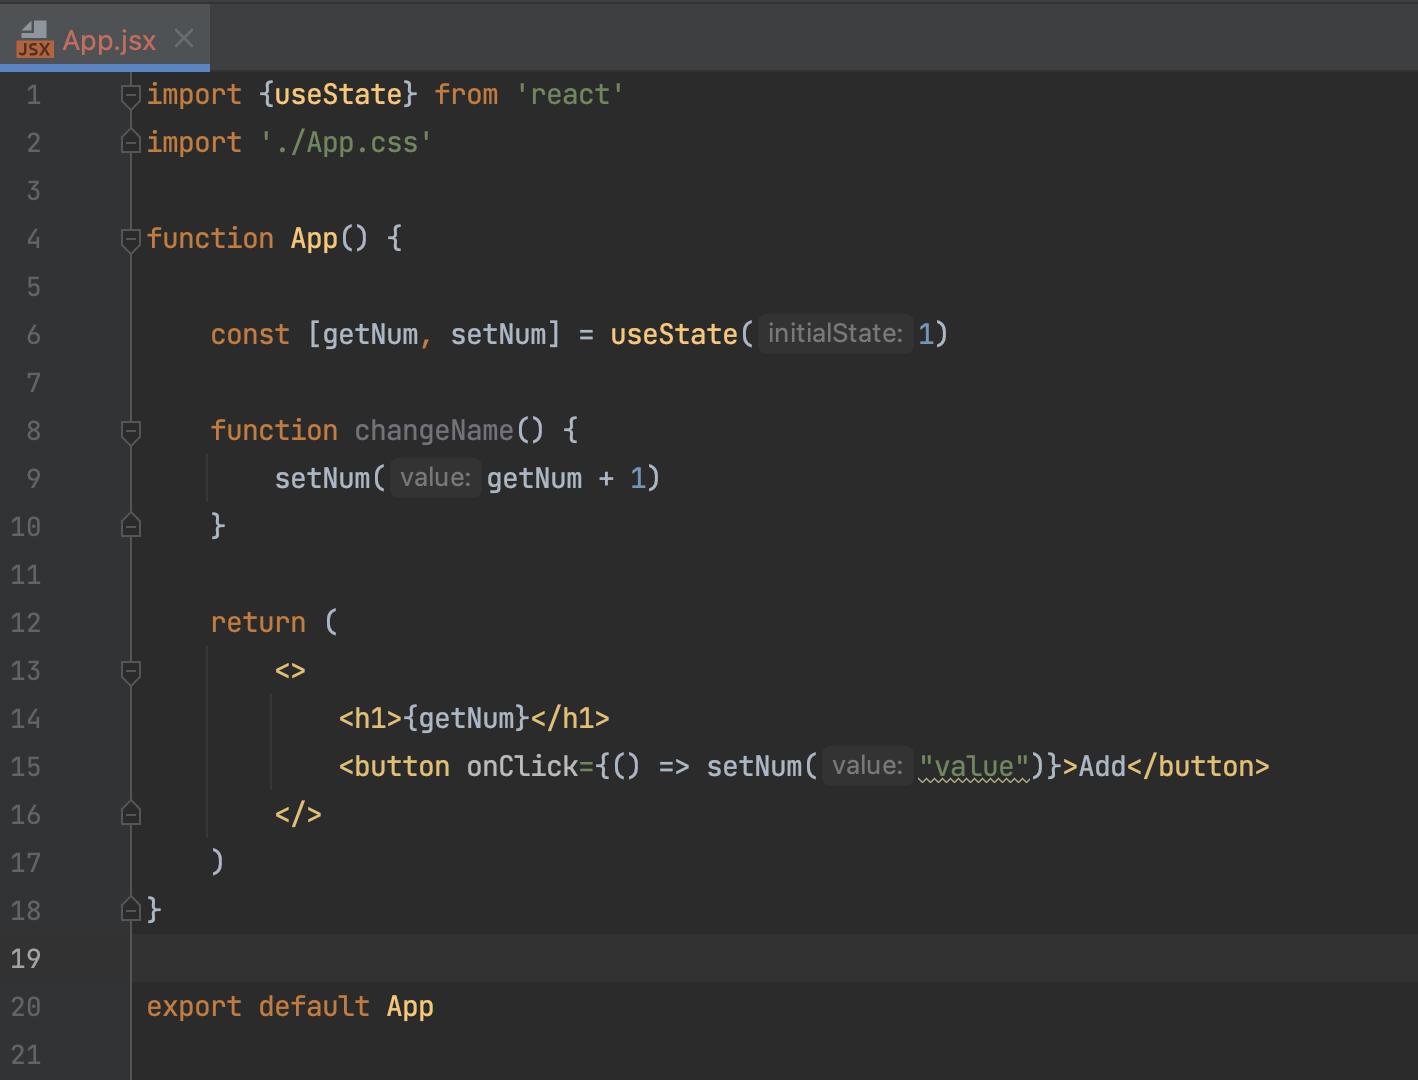 JSX App.jsx
1 import {useState} from 'react'
2 import './App.css'
3
4 function App() {
5
6 const [getNum, setNum] = useState( initialState: 1)
7
8 function changeName() {
9 setNum( value: getNum + 1)
10 }
11
12 return (
13 <>
14 <h1>{getNum}</h1>
15 <button onClick={() => setNum( value: "value")}>Add</button>
16 </>
17 )
18 }
19
20 export default App
21